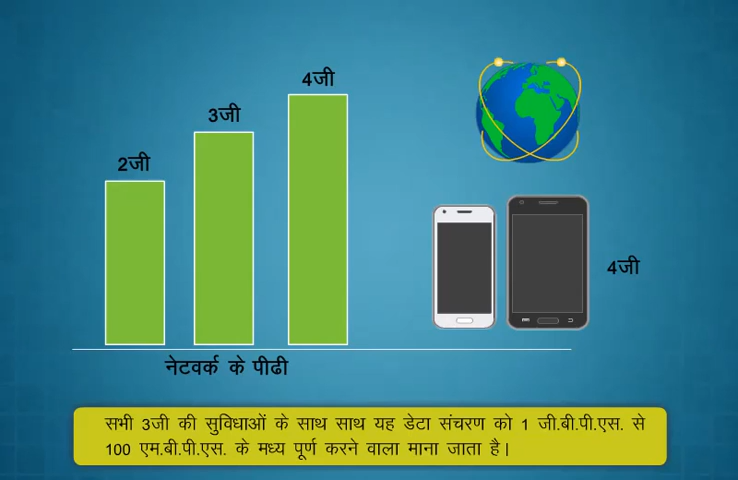 4जी
3जी
2जी
4जी
नेटवर्क के पीढी
सभी 3जी की सुविधाओं के साथ साथ यह डेटा संचरण को 1 जी.बी.पी.एस. से
100 एम.बी.पी.एस. के मध्य पूर्ण करने वाला माना जाता है।